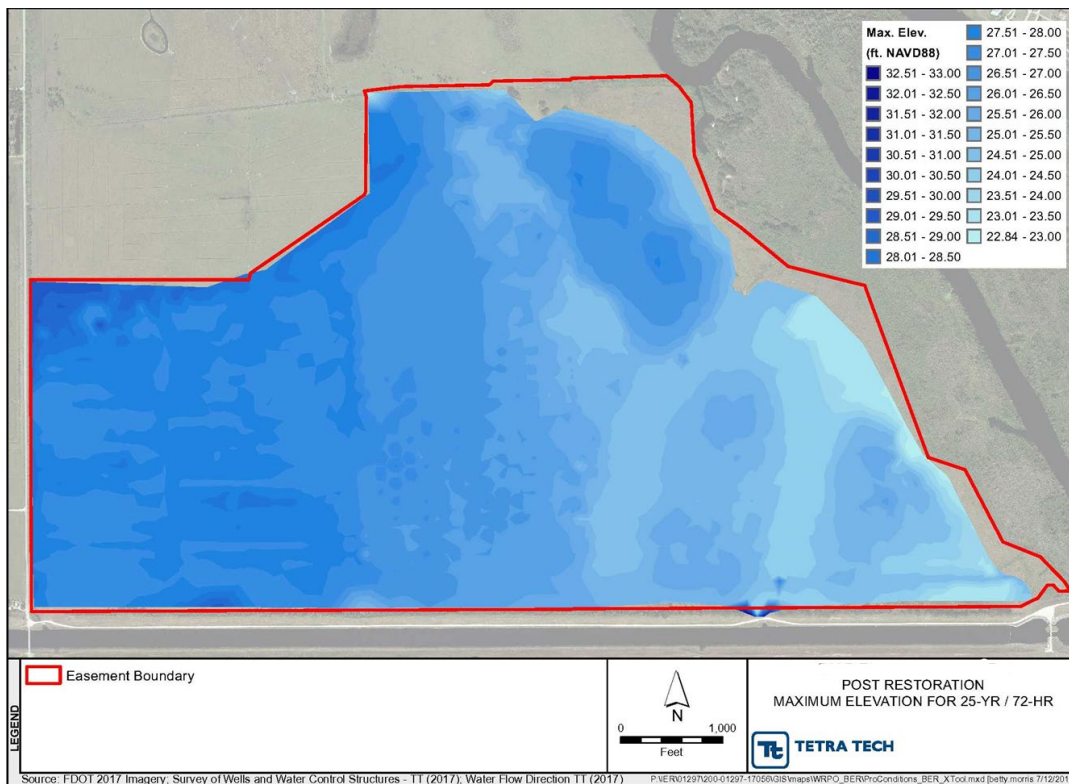 Max. Elev.
(ft. NAVD88)
32.51 - 33.00
32.01 - 32.50
31.51 - 32.00
31.01 - 31.50
30.51 - 31.00
30.01 - 30.50
29.51 - 30.00
29.01 - 29.50
28.51 - 29.00
28.01 - 28.50
27.51 - 28.00
27.01 - 27.50
26.51 - 27.00
26.01 - 26.50
25.51 - 26.00
25.01 - 25.50
24.51 - 25.00
24.01 - 24.50
23.51 - 24.00
23.01 - 23.50
22.84 - 23.00
LEGEND
Easement Boundary
N
0 1,000
Feet
POST RESTORATION
MAXIMUM ELEVATION FOR 25-YR / 72-HR
Tt TETRA TECH
Source: FDOT 2017 Imagery; Survey of Wells and Water Control Structures - TT (2017); Water Flow Direction TT (2017)